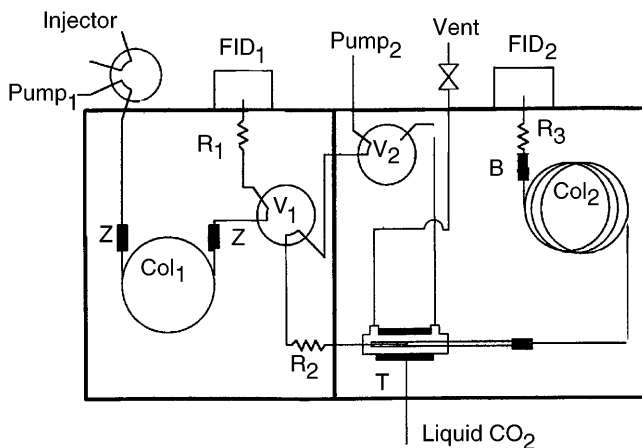 Injector
Pump1
FID1
Pump2
Vent
FID2
R1
V2
R3
B
Col2
V1
Z
Z
Col1
R2
T
Liquid CO2